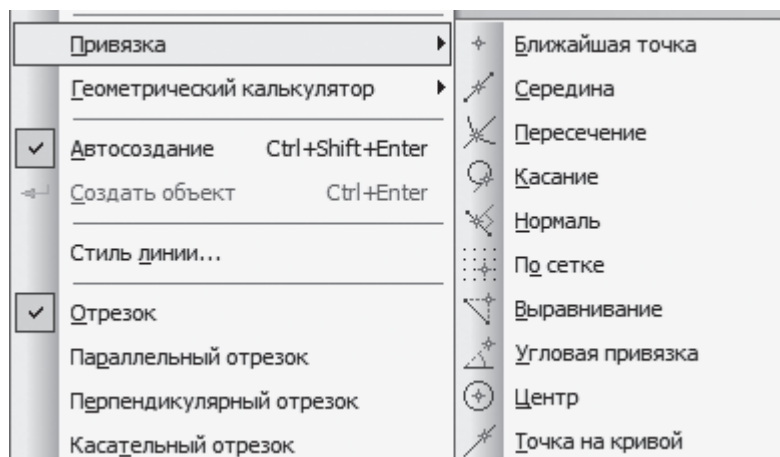 Привязка
Геометрический калькулятор
Автосоздание Ctrl+Shift+Enter
Создать объект Ctrl+Enter
Стиль линии...
Отрезок
Параллельный отрезок
Перпендикулярный отрезок
Касательный отрезок
Ближайшая точка
Середина
Пересечение
Касание
Нормаль
По сетке
Выравнивание
Угловая привязка
Центр
Точка на кривой